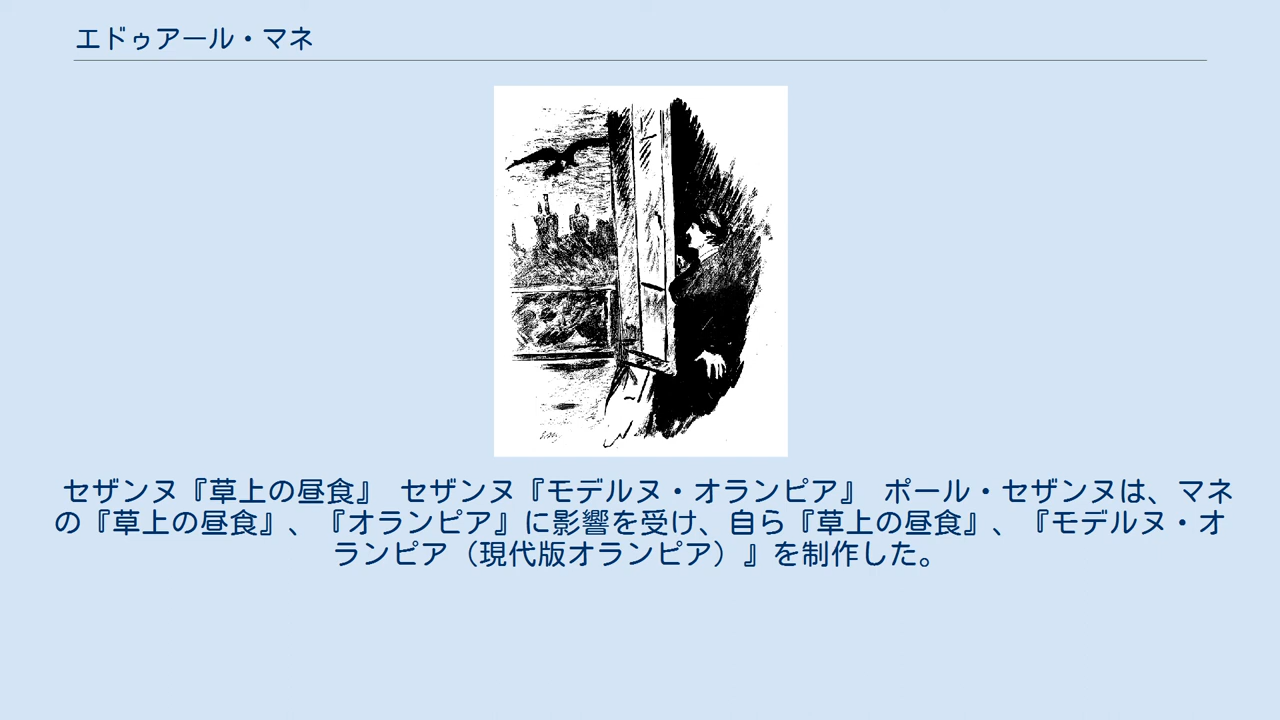 エドゥアール・マネ
セザンヌ『草上の昼食』 セザンヌ『モデルヌ・オランピア』 ポール・セザンヌは、マネ
の『草上の昼食』、『オランピア』に影響を受け、自ら『草上の昼食』、『モデルヌ・オ
ランピア（現代版オランピア）』を制作した。